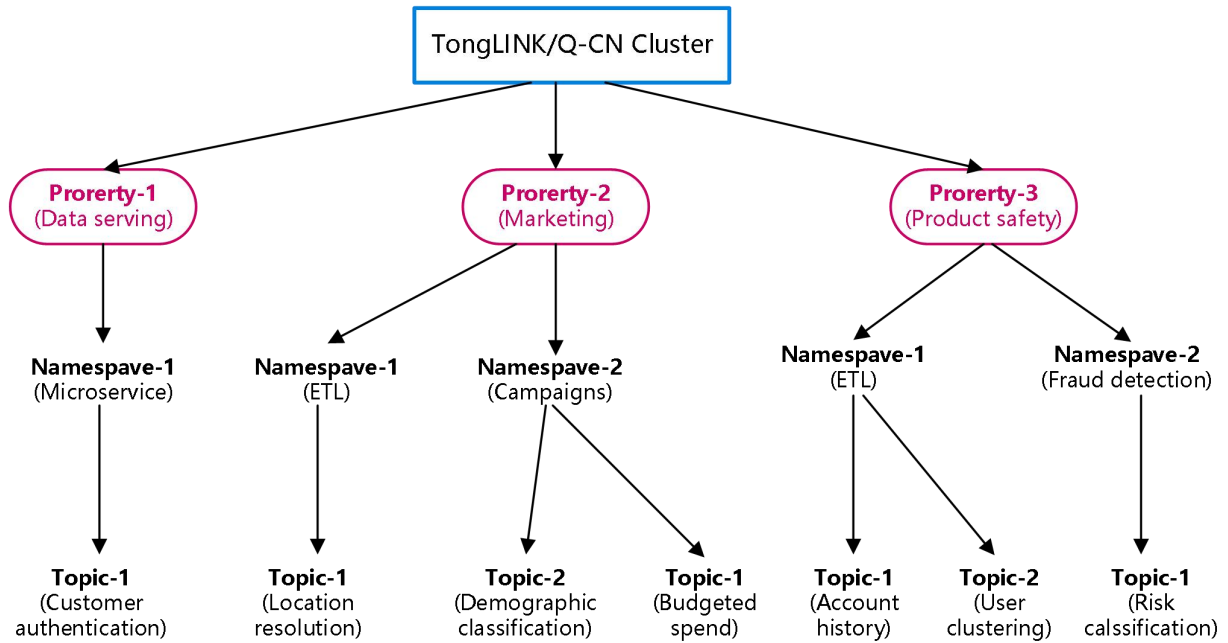 TongLINK/Q-CN Cluster
Prorerty-1
(Data serving)
Prorerty-2
(Marketing)
Prorerty-3
(Product safety)
Namespave-1
(Microservice)
Namespave-1
(ETL)
Namespave-2
(Campaigns)
Namespave-1
(ETL)
Namespave-2
(Fraud detection)
Topic-1
(Customer
authentication)
Topic-1
(Location
resolution)
Topic-2
(Demographic
classification)
Topic-1
(Budgeted
spend)
Topic-1
(Account
history)
Topic-2
(User
clustering)
Topic-1
(Risk
calssification)